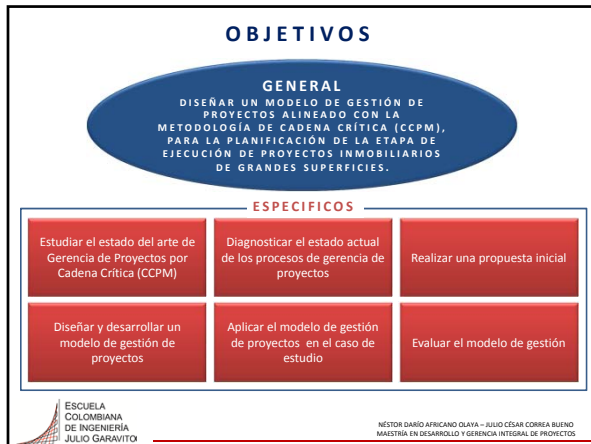 OBJETIVOS
GENERAL
DISEÑAR UN MODELO DE GESTIÓN DE
PROYECTOS ALINEADO CON LA
METODOLOGÍA DE CADENA CRÍTICA (CCPM),
PARA LA PLANIFICACIÓN DE LA ETAPA DE
EJECUCIÓN DE PROYECTOS INMOBILIARIOS
DE GRANDES SUPERFICIES.
ESPECIFICOS
Estudiar el estado del arte de
Gerencia de Proyectos por
Cadena Crítica (CCPM)
Diagnosticar el estado actual
de los procesos de gerencia de
proyectos
Realizar una propuesta inicial
Diseñar y desarrollar un
modelo de gestión de
proyectos
Aplicar el modelo de gestión
de proyectos en el caso de
estudio
Evaluar el modelo de gestión
ESCUELA
COLOMBIANA
DE INGENIERÍA
JULIO GARAVITO
NÉSTOR DARÍO AFRICANO OLAYA – JULIO CÉSAR CORREA BUENO
MAESTRÍA EN DESARROLLO Y GERENCIA INTEGRAL DE PROYECTOS